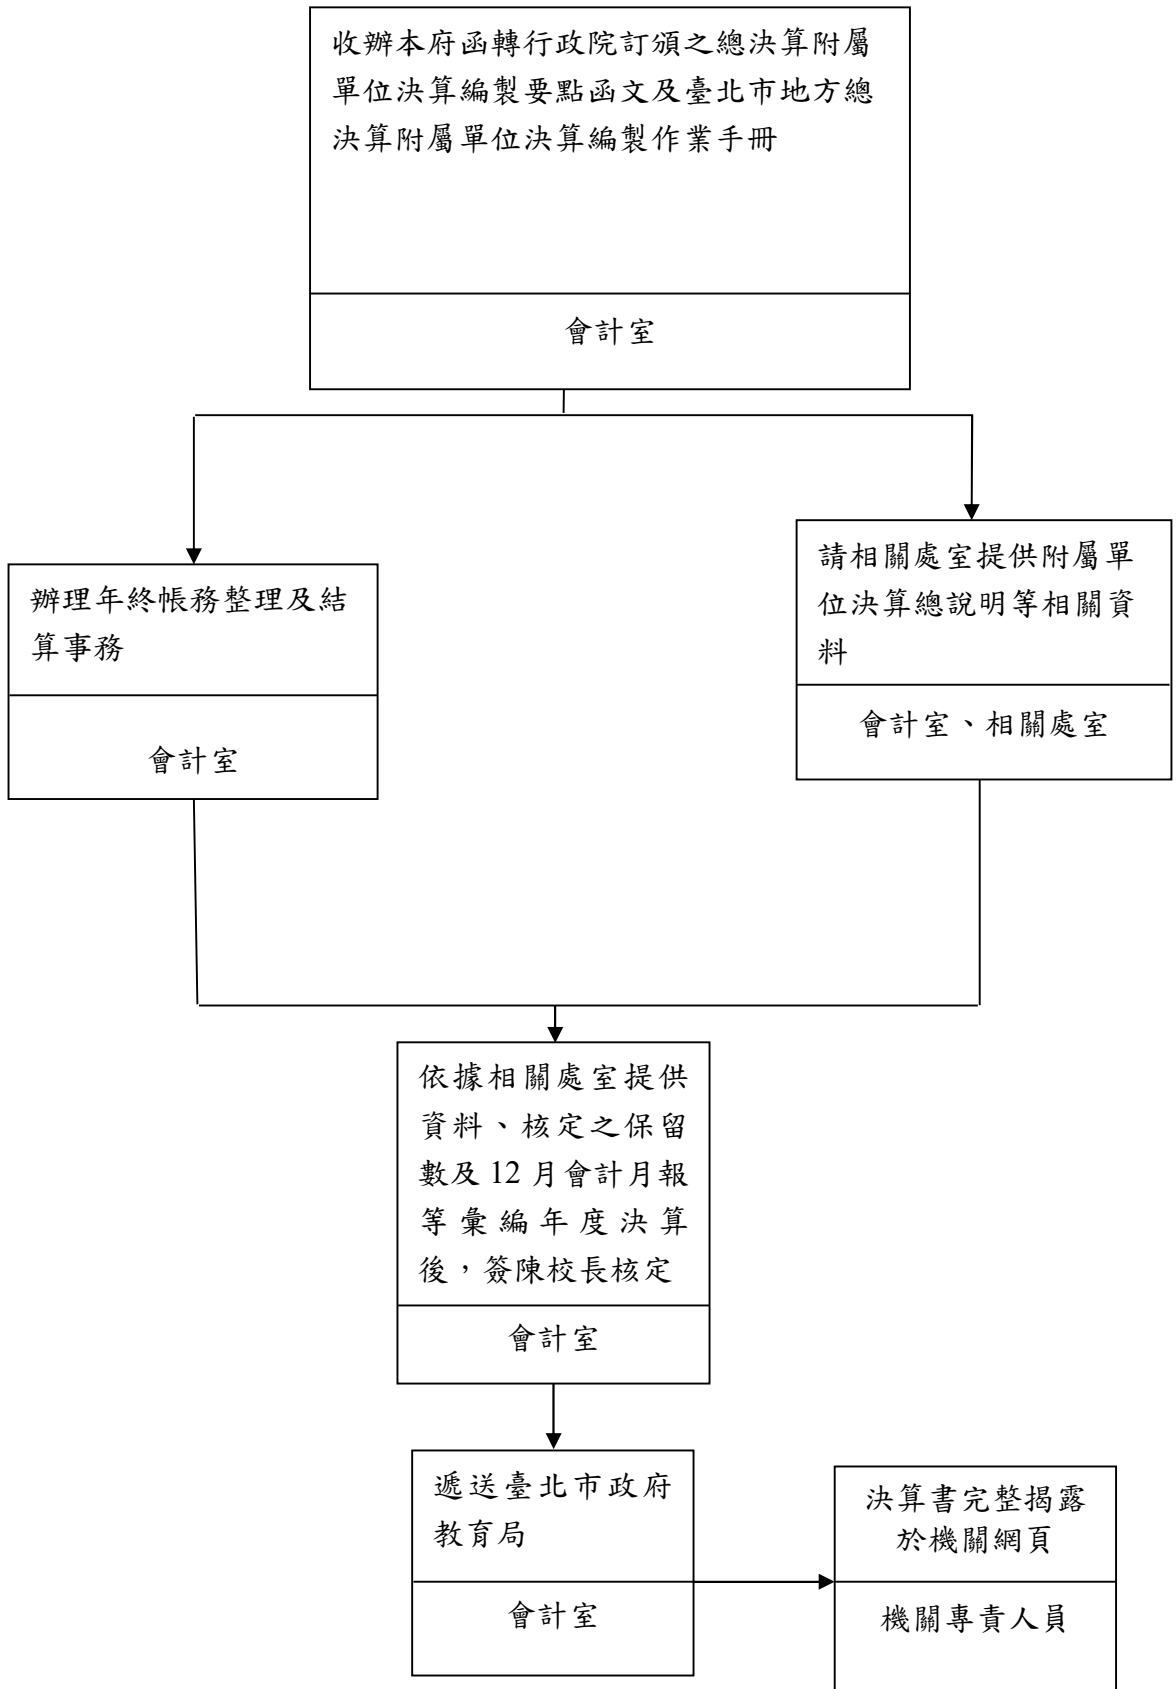 收辦本府函轉行政院訂頒之總決算附屬
單位決算編製要點函文及臺北市地方總
決算附屬單位決算編製作業手冊
會計室
辦理年終帳務整理及結
算事務
會計室
請相關處室提供附屬單
位決算總說明等相關資
料
會計室、相關處室
依據相關處室提供
資料、核定之保留
數及 12 月會計月報
等彙編年度決算
後，簽陳校長核定
會計室
遞送臺北市政府
教育局
會計室
決算書完整揭露
於機關網頁
機關專責人員